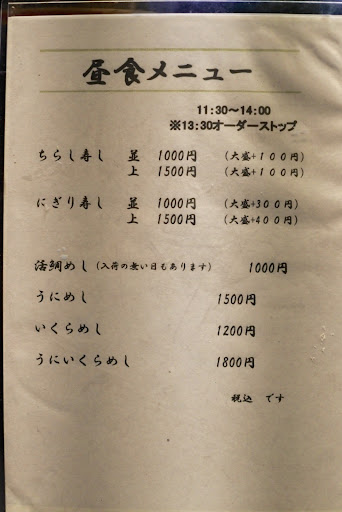 昼食メニュー
11:30～14:00
※13:30オーダーストップ
ちらし寿し 並 1000円 （大盛+１００円）
上 1500円 （大盛+１００円）
にぎり寿し 並 1000円 （大盛+３００円）
上 1500円 （大盛+４００円）
活鯛めし（入荷の無い日もあります） 1000円
うにめし 1500円
いくらめし 1200円
うにいくらめし 1800円
税込 です